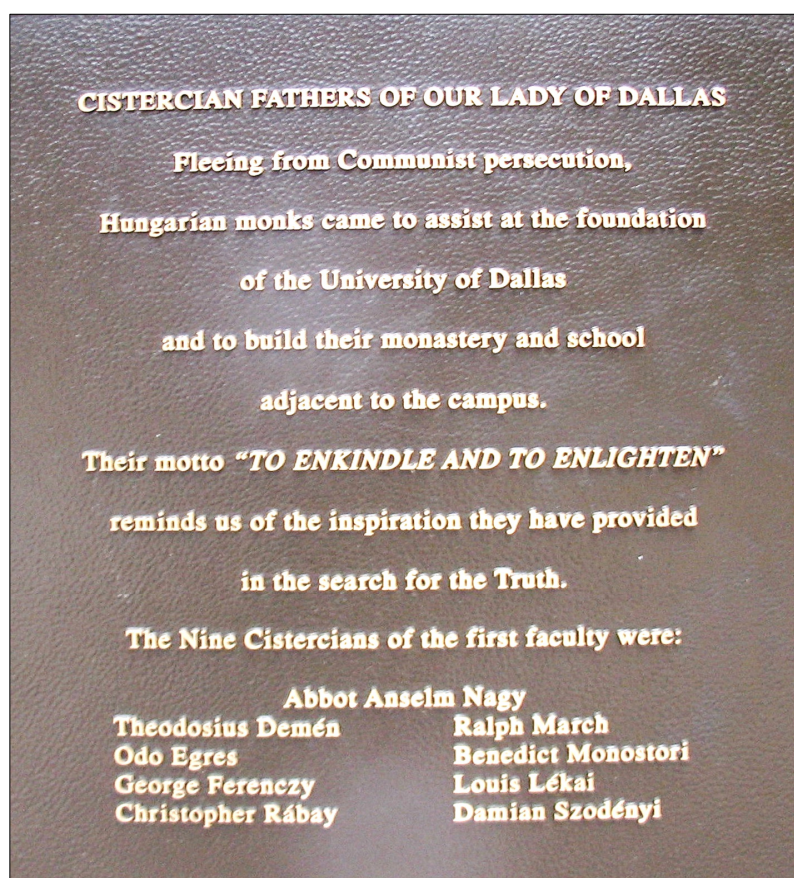 CISTERCIAN FATHERS OF OUR LADY OF DALLAS
Fleeing from Communist persecution,
Hungarian monks came to assist at the foundation
of the University of Dallas
and to build their monastery and school
adjacent to the campus.
Their motto “TO ENKINDLE AND TO ENLIGHTEN”
reminds us of the inspiration they have provided
in the search for the Truth.
The Nine Cistercians of the first faculty were:
Abbot Anselm Nagy
Theodosius Demén Ralph March
Odo Egres Benedict Monostori
George Ferenczy Louis Lékai
Christopher Rábay Damian Szodényi